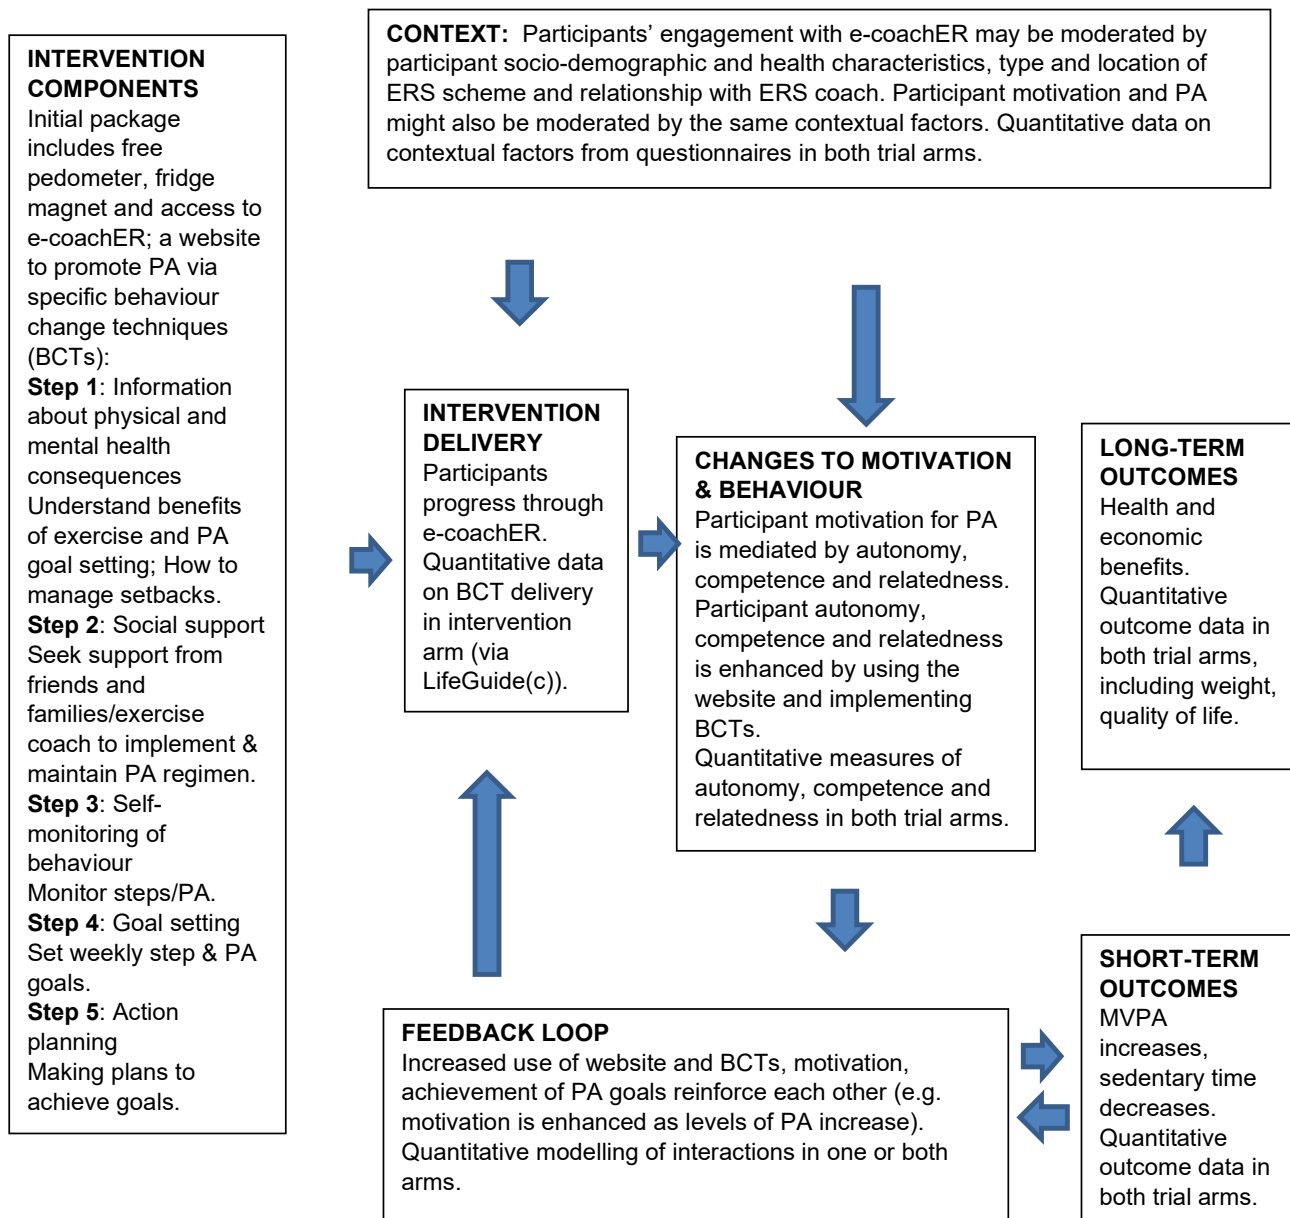 INTERVENTION
COMPONENTS
Initial package
includes free
pedometer, fridge
magnet and access to
e-coachER; a website
to promote PA via
specific behaviour
change techniques
(BCTs):
Step 1: Information
about physical and
mental health
consequences
Understand benefits
of exercise and PA
goal setting; How to
manage setbacks.
Step 2: Social support
Seek support from
friends and
families/exercise
coach to implement &
maintain PA regimen.
Step 3: Self-
monitoring of
behaviour
Monitor steps/PA.
Step 4: Goal setting
Set weekly step & PA
goals.
Step 5: Action
planning
Making plans to
achieve goals.
CONTEXT: Participants' engagement with e-coachER may be moderated by
participant socio-demographic and health characteristics, type and location of
ERS scheme and relationship with ERS coach. Participant motivation and PA
might also be moderated by the same contextual factors. Quantitative data on
contextual factors from questionnaires in both trial arms.
INTERVENTION
DELIVERY
Participants
progress through
e-coachER.
Quantitative data
on BCT delivery
in intervention
arm (via
LifeGuide(c)).
CHANGES TO MOTIVATION
& BEHAVIOUR
Participant motivation for PA
is mediated by autonomy,
competence and relatedness.
Participant autonomy,
competence and relatedness
is enhanced by using the
website and implementing
BCTs.
Quantitative measures of
autonomy, competence and
relatedness in both trial arms.
LONG-TERM
OUTCOMES
Health and
economic
benefits.
Quantitative
outcome data in
both trial arms,
including weight,
quality of life.
FEEDBACK LOOP
Increased use of website and BCTs, motivation,
achievement of PA goals reinforce each other (e.g.
motivation is enhanced as levels of PA increase).
Quantitative modelling of interactions in one or both
arms.
SHORT-TERM
OUTCOMES
MVPA
increases,
sedentary time
decreases.
Quantitative
outcome data in
both trial arms.